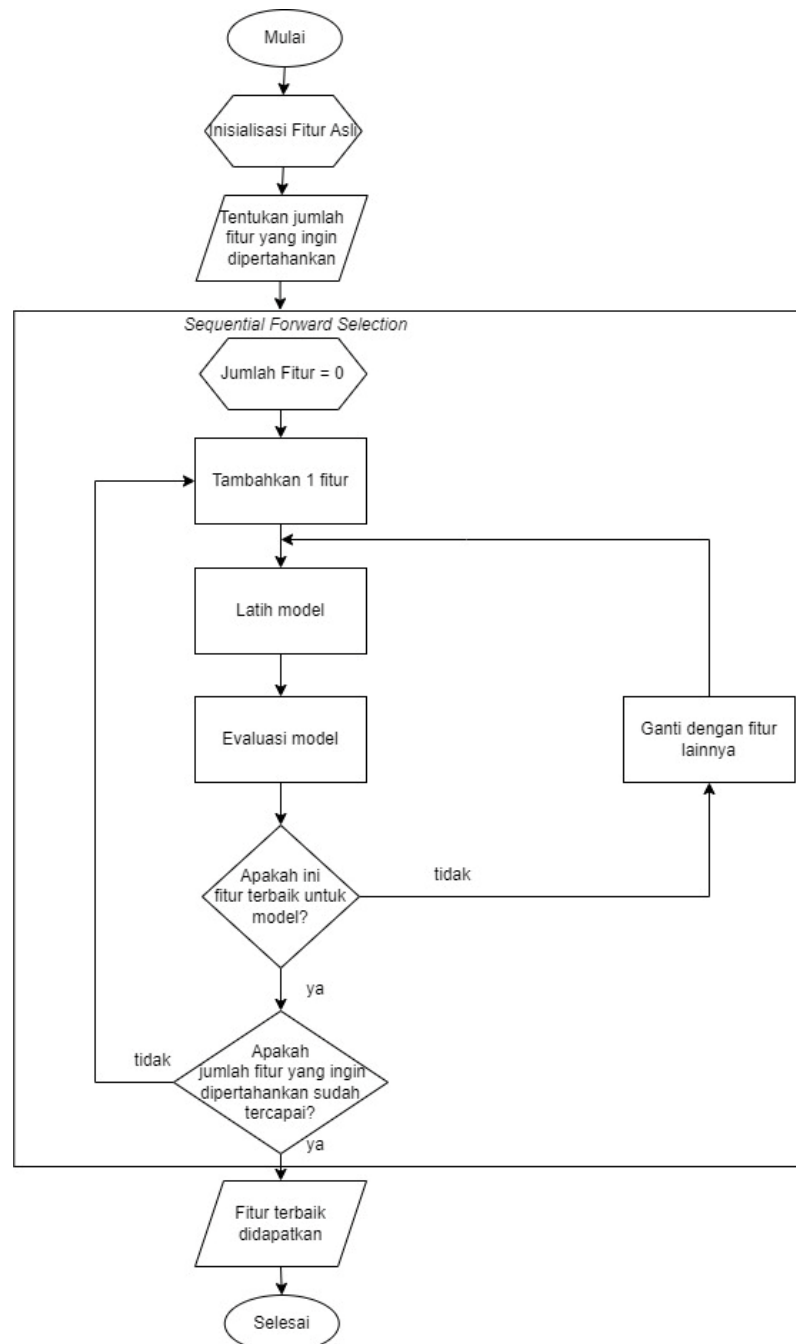 Mulai
Inisialisasi Fitur Asli
Tentukan jumlah
fitur yang ingin
dipertahankan
Sequential Forward Selection
Jumlah Fitur = 0
Tambahkan 1 fitur
Latih model
Evaluasi model
Ganti dengan fitur
lainnya
Apakah ini
fitur terbaik untuk
model?
tidak
ya
Apakah
jumlah fitur yang ingin
dipertahankan sudah
tercapai?
tidak
ya
Fitur terbaik
didapatkan
Selesai